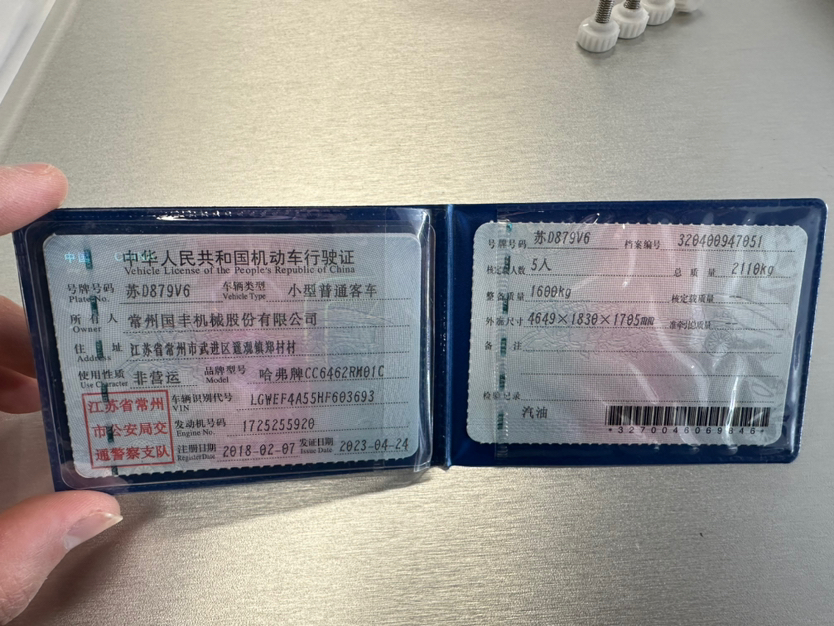 中华人民共和国机动车行驶证
Vehicle License of the People's Republic of China
号牌号码 苏D879V6 车辆类型 小型普通客车
Plate No. Vehicle Type
所有人 常州国丰机械股份有限公司
Owner
住址 江苏省常州市武进区遥观镇郑村村
Address
使用性质 非营运 品牌型号 哈弗牌CC6462RM01C
Use Character Model
江苏省常州
市公安局交
通警察支队
车辆识别代号 LGWEF4A55HF603693
VIN
发动机号码 1725255920
Engine No.
注册日期 2018-02-07 发证日期 2023-04-24
Register Date Issue Date
号牌号码 苏D879V6 档案编号 320400947051
核定载人数 5人 总质量 2110kg
整备质量 1600kg 核定载质量 --
外廓尺寸 4649×1830×1705mm 准牵引总质量 --
备注
检验记录
汽油
*3270046069646*